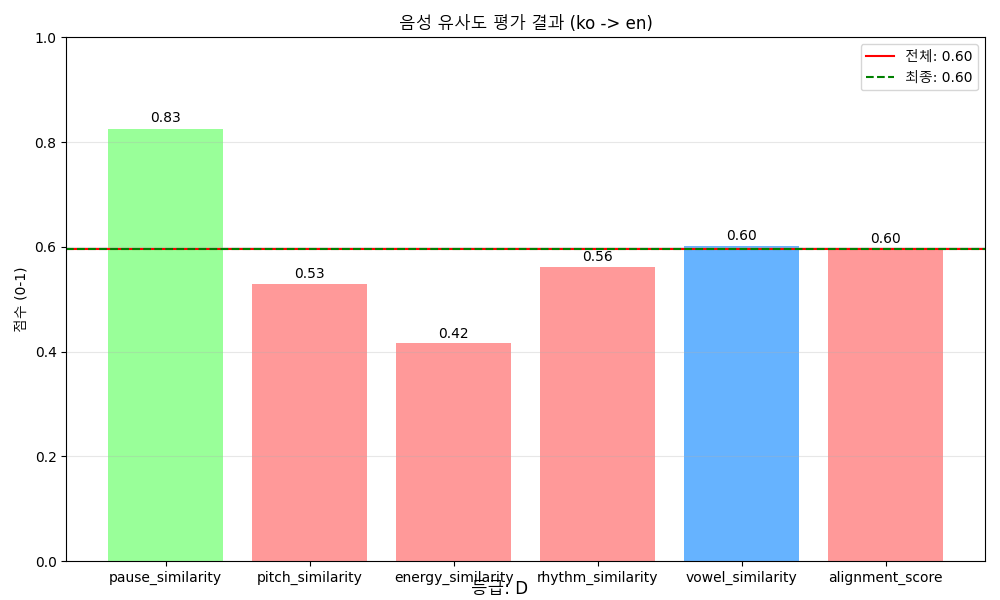 음성 유사도 평가 결과 (ko -> en)
전체: 0.60
최종: 0.60
점수 (0-1)
1.0
0.8
0.6
0.4
0.2
0.0
0.83
0.53
0.42
0.56
0.60
0.60
pause_similarity
pitch_similarity
energy_similarity
rhythm_similarity
vowel_similarity
alignment_score
등급: D